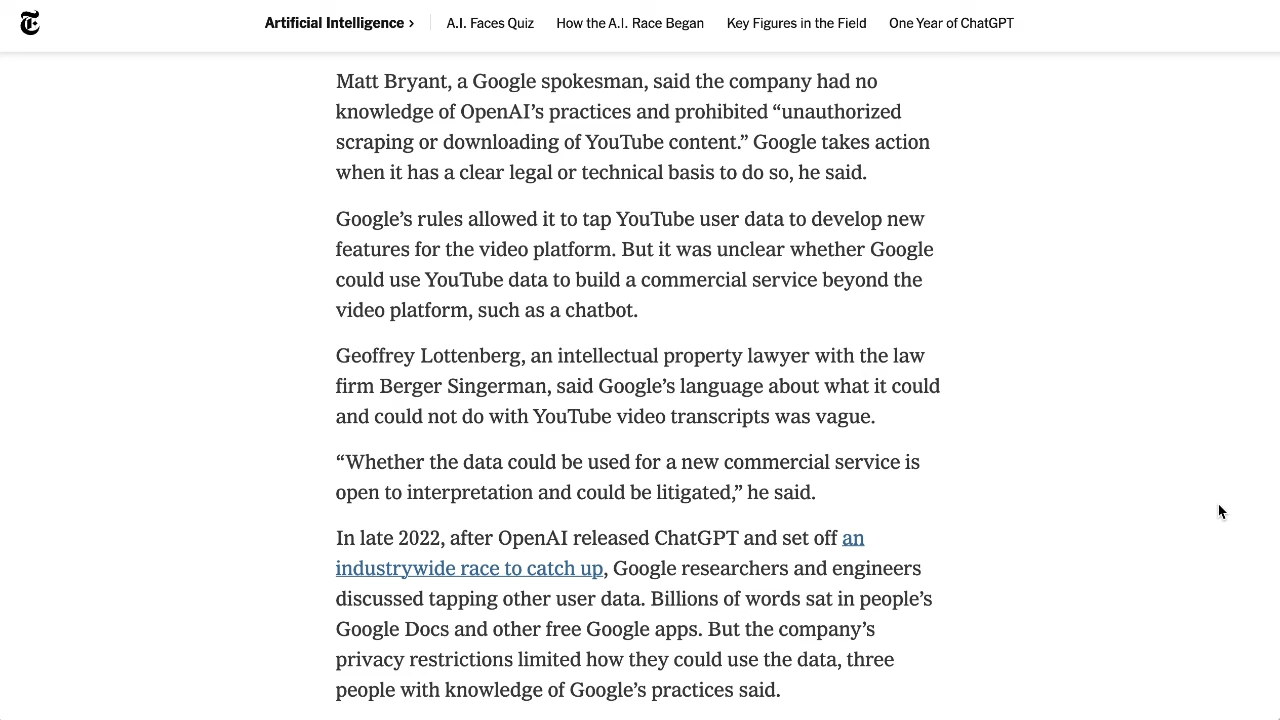 Artificial Intelligence › A.I. Faces Quiz How the A.I. Race Began Key Figures in the Field One Year of ChatGPT
Matt Bryant, a Google spokesman, said the company had no
knowledge of OpenAI’s practices and prohibited “unauthorized
scraping or downloading of YouTube content.” Google takes action
when it has a clear legal or technical basis to do so, he said.
Google’s rules allowed it to tap YouTube user data to develop new
features for the video platform. But it was unclear whether Google
could use YouTube data to build a commercial service beyond the
video platform, such as a chatbot.
Geoffrey Lottenberg, an intellectual property lawyer with the law
firm Berger Singerman, said Google’s language about what it could
and could not do with YouTube video transcripts was vague.
“Whether the data could be used for a new commercial service is
open to interpretation and could be litigated,” he said.
In late 2022, after OpenAI released ChatGPT and set off an
industrywide race to catch up, Google researchers and engineers
discussed tapping other user data. Billions of words sat in people’s
Google Docs and other free Google apps. But the company’s
privacy restrictions limited how they could use the data, three
people with knowledge of Google’s practices said.